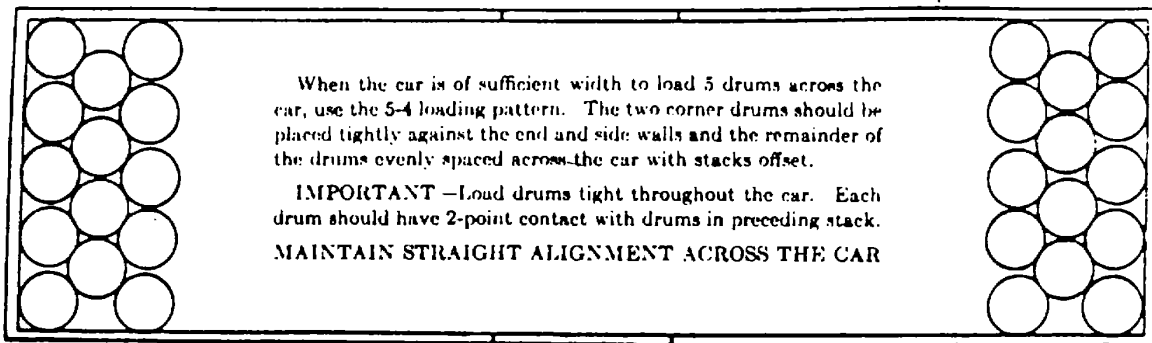 When the car is of sufficient width to load 5 drums across the
car, use the 5-4 loading pattern. The two corner drums should be
placed tightly against the end and side walls and the remainder of
the drums evenly spaced across the car with stacks offset.
IMPORTANT —Load drums tight throughout the car. Each
drum should have 2-point contact with drums in preceding stack.
MAINTAIN STRAIGHT ALIGNMENT ACROSS THE CAR